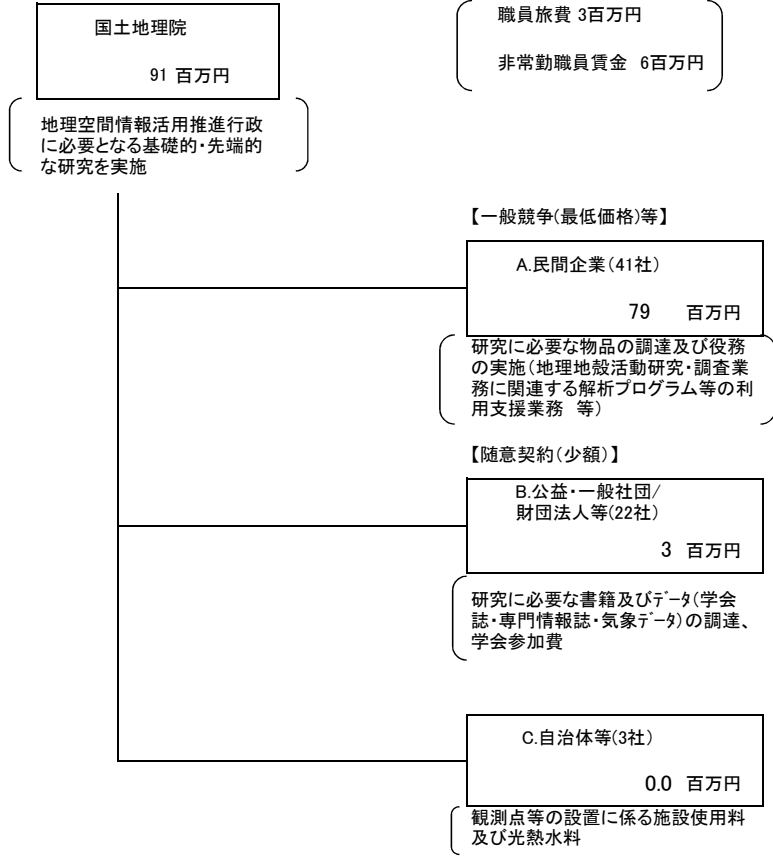 国土地理院
91 百万円
職員旅費 3百万円
非常勤職員賃金 6百万円
地理空間情報活用推進行政
に必要となる基礎的・先端的
な研究を実施
【一般競争(最低価格)等】
A.民間企業(41社)
79 百万円
研究に必要な物品の調達及び役務
の実施(地理地殻活動研究・調査業
務に関連する解析プログラム等の利
用支援業務 等)
【随意契約(少額)】
B.公益・一般社団/
財団法人等(22社)
3 百万円
研究に必要な書籍及びﾃﾞｰﾀ(学会
誌・専門情報誌・気象ﾃﾞｰﾀ)の調達、
学会参加費
C.自治体等(3社)
0.0 百万円
観測点等の設置に係る施設使用料
及び光熱水料